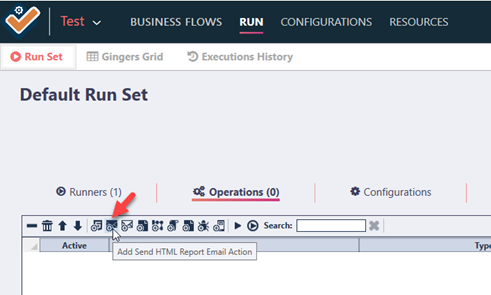 Test BUSINESS FLOWS RUN CONFIGURATIONS RESOURCES
Run Set Gingers Grid Executions History
Default Run Set
Runners (1) Operations (0) Configurations
Search:
Active Type
Add Send HTML Report Email Action